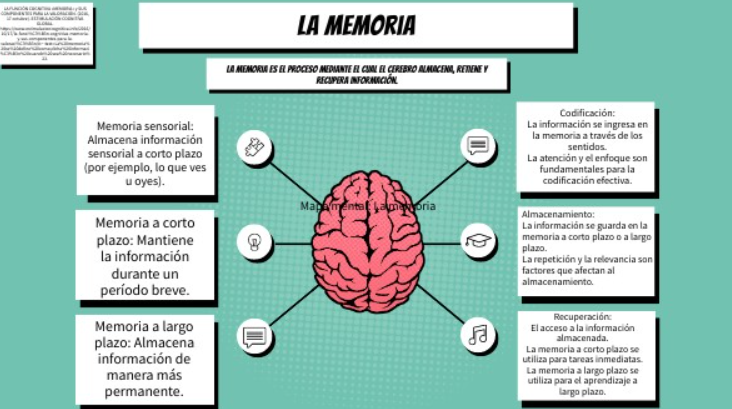 LA MEMORIA
LA MEMORIA ES EL PROCESO MEDIANTE EL CUAL EL CEREBRO ALMACENA, RETIENE Y
RECUPERA INFORMACIÓN.
Memoria sensorial:
Almacena información
sensorial a corto plazo
(por ejemplo, lo que ves
u oyes).
Memoria a corto
plazo: Mantiene
la información
durante un
período breve.
Memoria a largo
plazo: Almacena
información de
manera más
permanente.
Mapa mental: La memoria
Codificación:
La información se ingresa en
la memoria a través de los
sentidos.
La atención y el enfoque son
fundamentales para la
codificación efectiva.
Almacenamiento:
La información se guarda en la
memoria a corto plazo o a largo
plazo.
La repetición y la relevancia son
factores que afectan al
almacenamiento.
Recuperación:
El acceso a la información
almacenada.
La memoria a corto plazo se
utiliza para tareas inmediatas.
La memoria a largo plazo se
utiliza para el aprendizaje a
largo plazo.